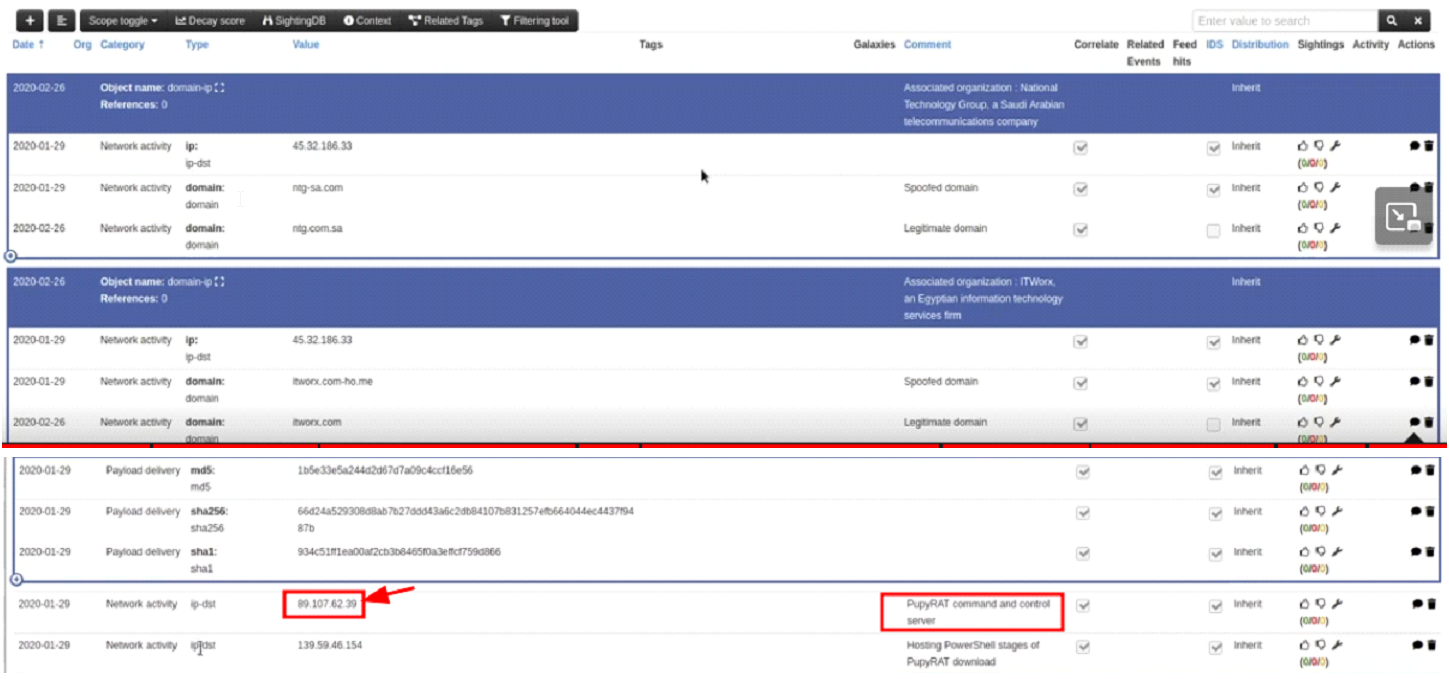 + Scope toggle Decay score SightingDB Context Related Tags Filtering tool Enter value to search x
Date ↑ Org Category Type Value Tags Galaxies Comment Correlate Related Events Feed hits IDS Distribution Sightings Activity Actions
2020-02-26 Object name: domain-ip Associated organization : National Inherit
References: 0 Technology Group, a Saudi Arabian
telecommunications company
2020-01-29 Network activity ip: 45.32.186.33 Inherit
ip-dst (0/0/0)
2020-01-29 Network activity domain: ntg-sa.com Spoofed domain Inherit
domain (0/0/0)
2020-02-26 Network activity domain: ntg.com.sa Legitimate domain Inherit
domain (0/0/0)
2020-02-26 Object name: domain-ip Associated organization : ITWorx, Inherit
References: 0 an Egyptian information technology
services firm
2020-01-29 Network activity ip: 45.32.186.33 Inherit
ip-dst (0/0/0)
2020-01-29 Network activity domain: itworx.com-ho.me Spoofed domain Inherit
domain (0/0/0)
2020-02-26 Network activity domain: itworx.com Legitimate domain Inherit
domain (0/0/0)
2020-01-29 Payload delivery md5: Inherit
md5 (0/0/0)
2020-01-29 Payload delivery sha256: Inherit
sha256 87b (0/0/0)
2020-01-29 Payload delivery sha1: Inherit
sha1 (0/0/0)
2020-01-29 Network activity ip-dst 89.107.62.39 PupyRAT command and control Inherit
server (0/0/0)
2020-01-29 Network activity ip-dst 139.59.46.154 Hosting PowerShell stages of Inherit
PupyRAT download (0/0/0)